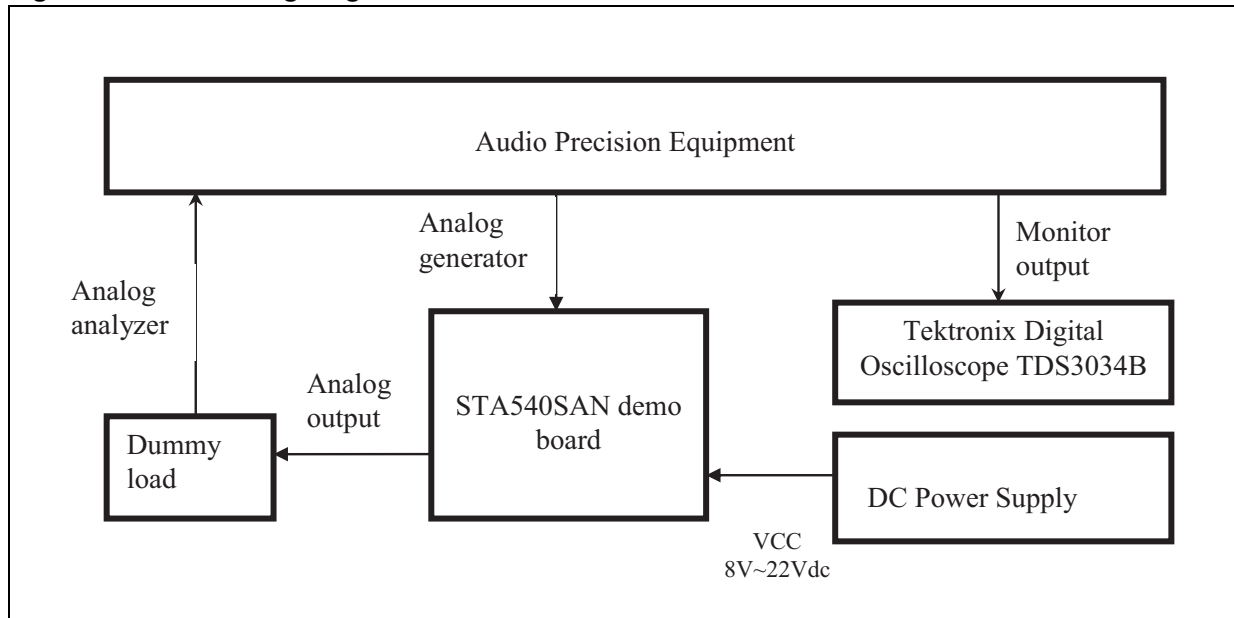 Audio Precision Equipment
Analog
generator
Monitor
output
Analog
analyzer
Tektronix Digital
Oscilloscope TDS3034B
Analog
output
STA540SAN demo
board
Dummy
load
DC Power Supply
VCC
8V~22Vdc